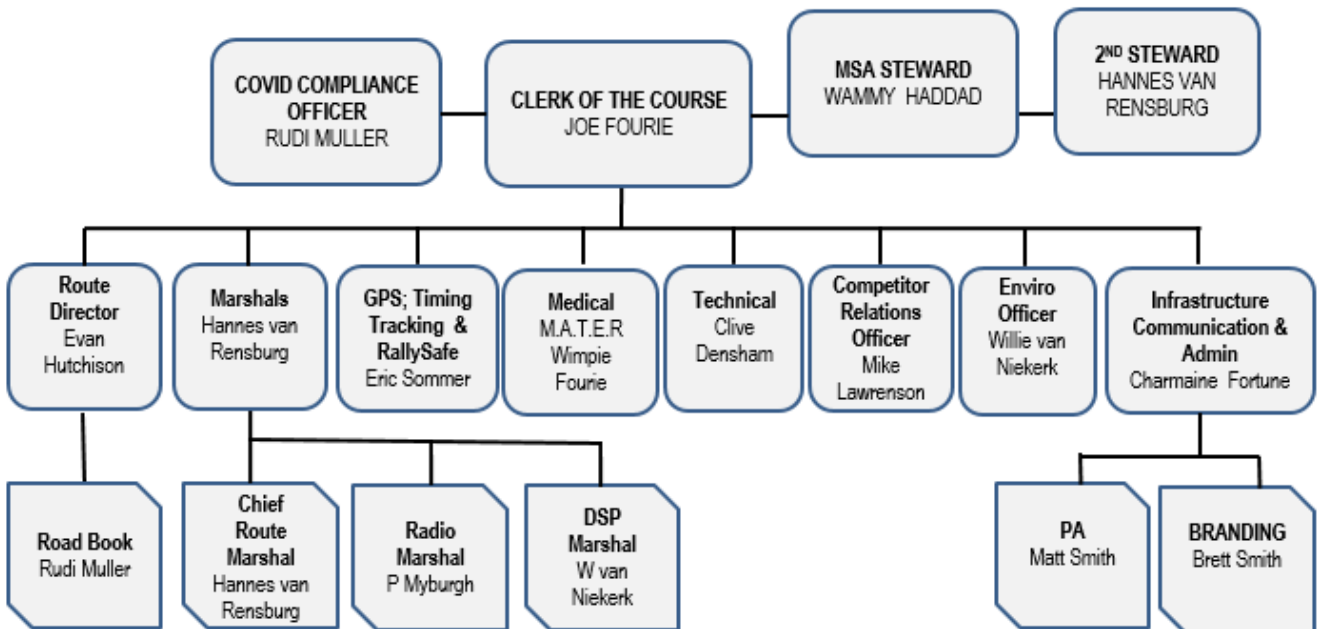 COVID COMPLIANCE
OFFICER
RUDI MULLER
CLERK OF THE COURSE
JOE FOURIE
MSA STEWARD
WAMMY HADDAD
2ND STEWARD
HANNES VAN
RENSBURG
Route
Director
Evan
Hutchison
Marshals
Hannes van
Rensburg
GPS; Timing
Tracking &
RallySafe
Eric Sommer
Medical
M.A.T.E.R
Wimpie
Fourie
Technical
Clive
Densham
Competitor
Relations
Officer
Mike
Lawrenson
Enviro
Officer
Willie van
Niekerk
Infrastructure
Communication &
Admin
Charmaine Fortune
Road Book
Rudi Muller
Chief
Route
Marshal
Hannes van
Rensburg
Radio
Marshal
P Myburgh
DSP
Marshal
W van
Niekerk
PA
Matt Smith
BRANDING
Brett Smith